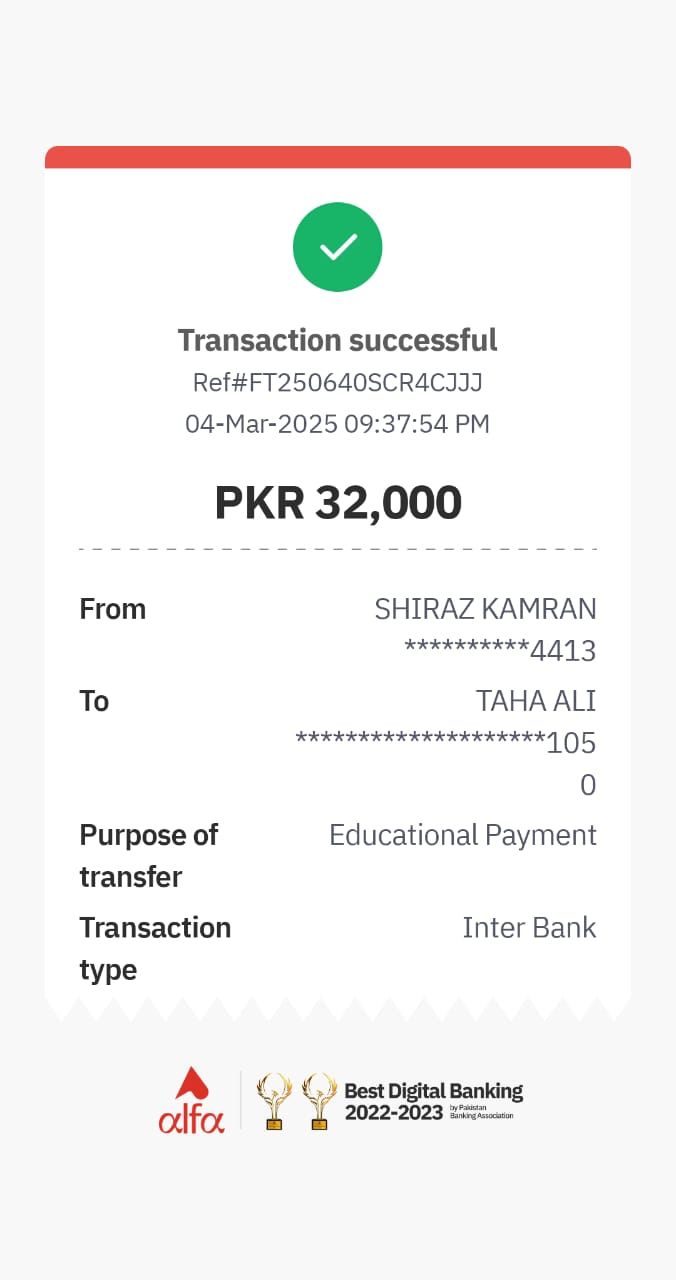 Transaction successful
Ref#FT250640SCR4CJJJ
04-Mar-2025 09:37:54 PM
PKR 32,000
From SHIRAZ KAMRAN
**********4413
To TAHA ALI
********************105
0
Purpose of Educational Payment
transfer
Transaction Inter Bank
type
alfa
Best Digital Banking
2022-2023 by Pakistan
Banking Association